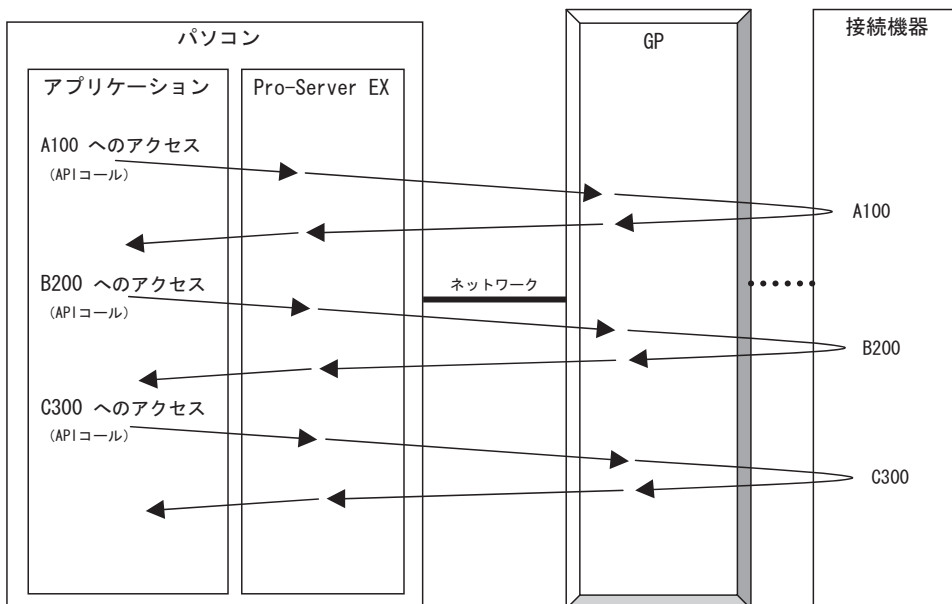 パソコン
GP
接続機器
アプリケーション
Pro-Server EX
A100 へのアクセス
(APIコール)
A100
B200 へのアクセス
(APIコール)
ネットワーク
B200
C300 へのアクセス
(APIコール)
C300